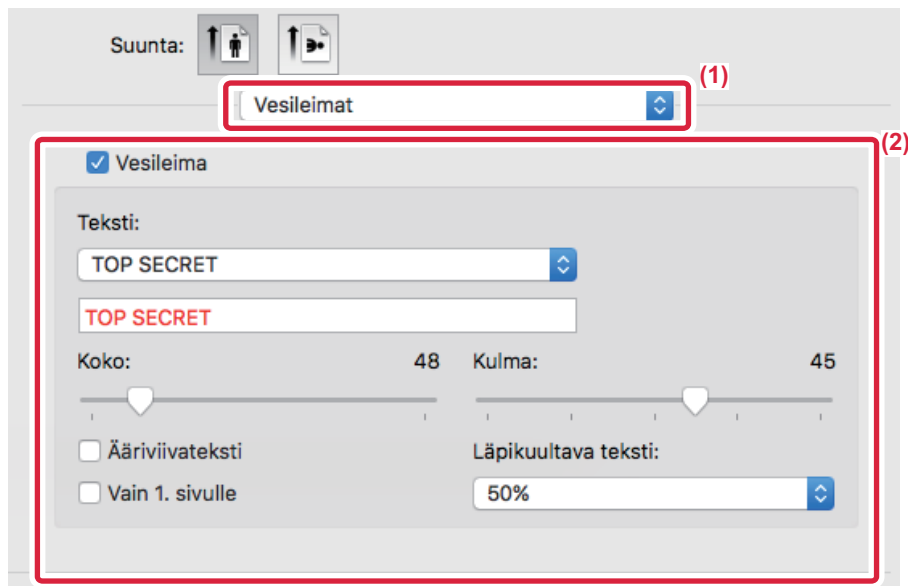 Suunta:
(1)
Vesileimat
(2)
Vesileima
Teksti:
TOP SECRET
TOP SECRET
Koko: 48 Kulma: 45
Ääriviivateksti Läpikuultava teksti:
Vain 1. sivulle 50%